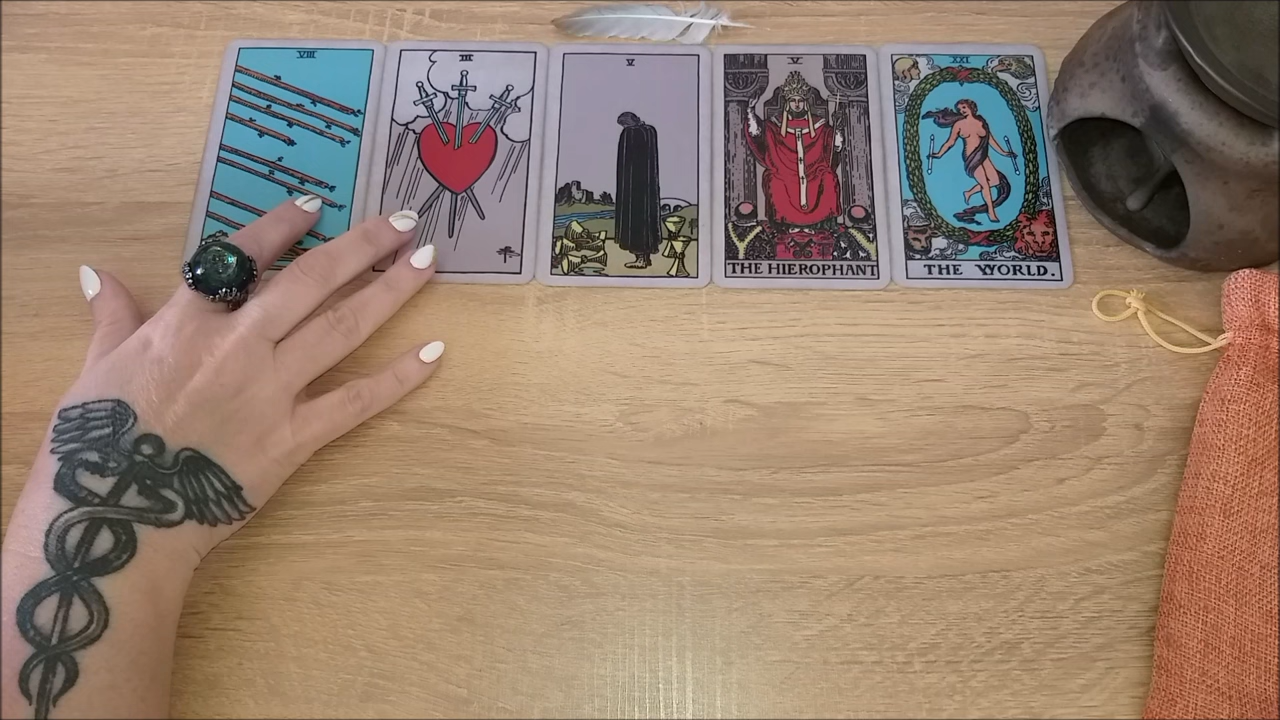 VIII
III
V
V
XXI
THE HIEROPHANT
THE WORLD.